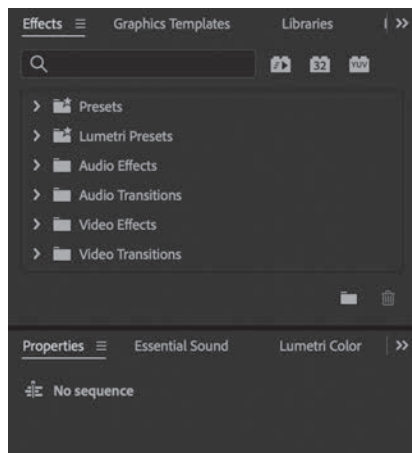 Effects Graphics Templates Libraries
32 YUV
Presets
Lumetri Presets
Audio Effects
Audio Transitions
Video Effects
Video Transitions
Properties Essential Sound Lumetri Color
No sequence